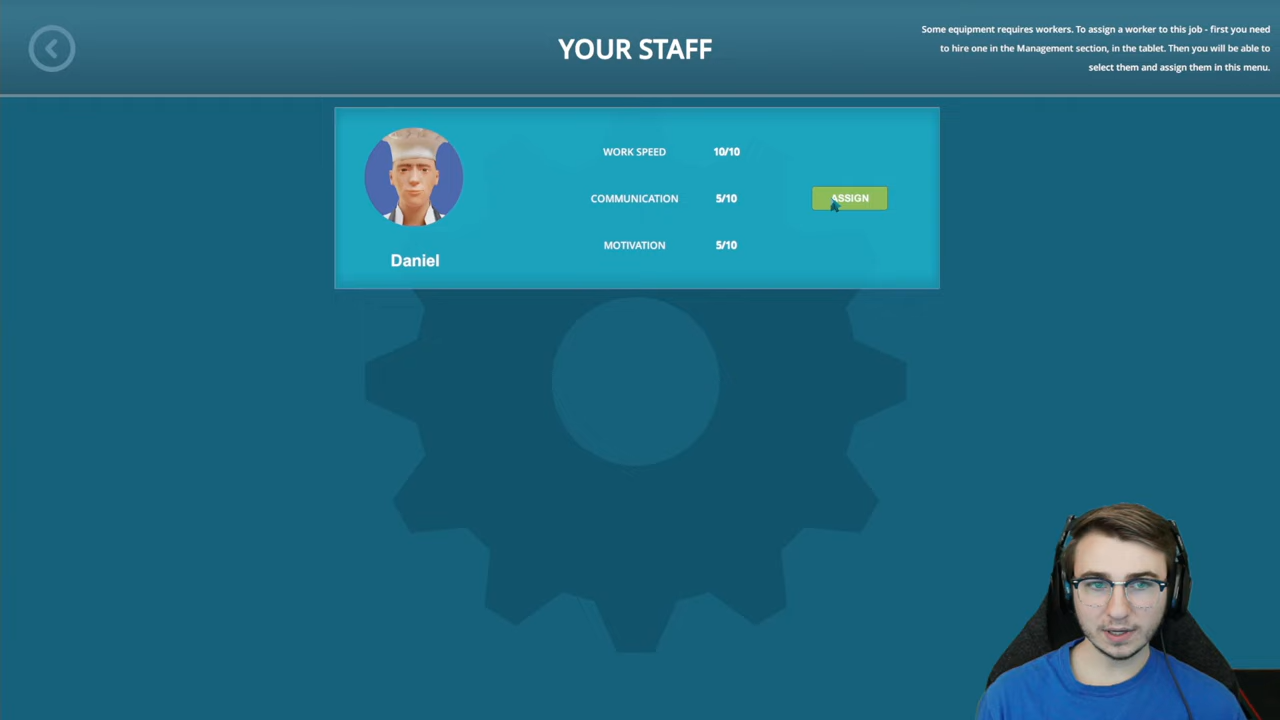 YOUR STAFF
Some equipment requires workers. To assign a worker to this job - first you need
to hire one in the Management section, in the tablet. Then you will be able to
select them and assign them in this menu.
WORK SPEED 10/10
COMMUNICATION 5/10
ASSIGN
MOTIVATION 5/10
Daniel